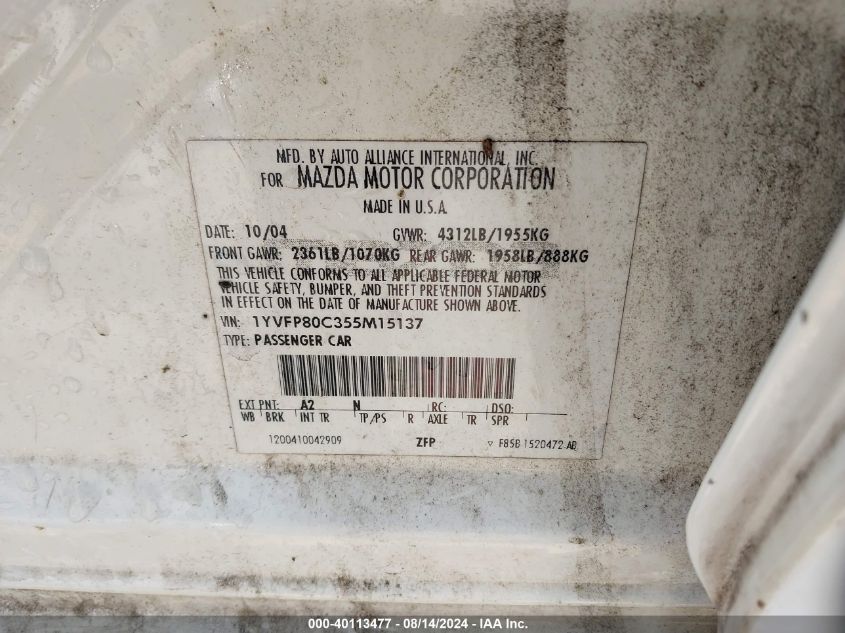 MFD. BY AUTO ALLIANCE INTERNATIONAL, INC.
FOR MAZDA MOTOR CORPORATION
MADE IN U.S.A.
DATE: 10/04 GVWR: 4312LB/1955KG
FRONT GAWR: 2361LB/1070KG REAR GAWR: 1958LB/888KG
THIS VEHICLE CONFORMS TO ALL APPLICABLE FEDERAL MOTOR
VEHICLE SAFETY, BUMPER, AND THEFT PREVENTION STANDARDS
IN EFFECT ON THE DATE OF MANUFACTURE SHOWN ABOVE.
VIN: 1YVFP80C355M15137
TYPE: PASSENGER CAR
EXT PNT: A2 N RC: DSO:
WB BRK INT TR TP/PS R AXLE TR SPR
1200410042909 ZFP F85B 1520472 AB
000-40113477 - 08/14/2024 - IAA Inc.